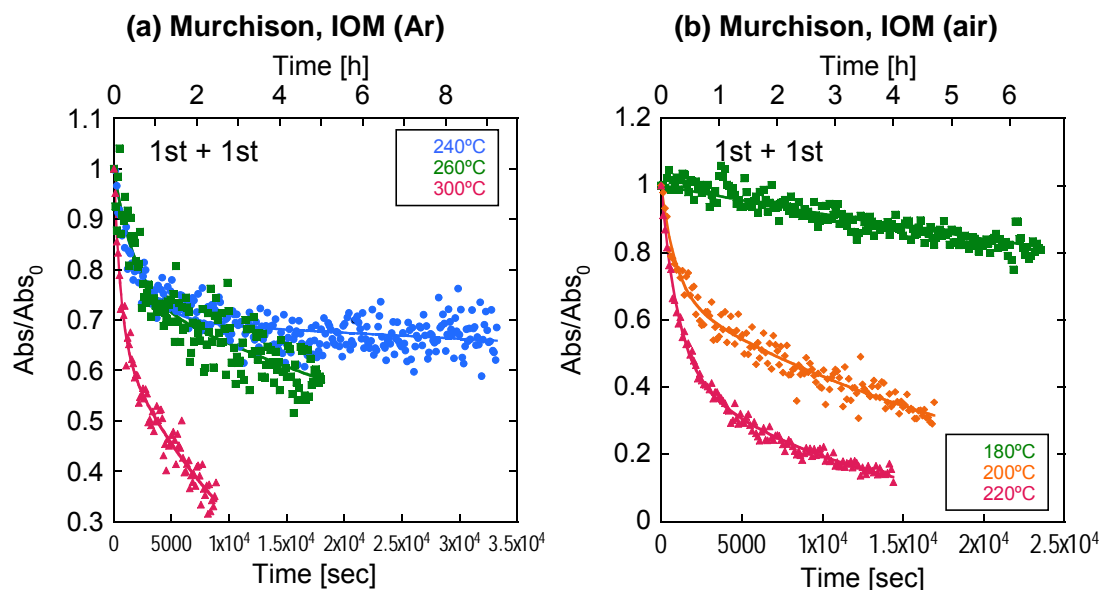 (a) Murchison, IOM (Ar)
Time [h]
0 2 4 6 8
1.1
1
0.9
0.8
0.7
0.6
0.5
0.4
0.3
Abs/Abs₀
1st + 1st
240ºC
260ºC
300ºC
0 5000 1x10⁴ 1.5x10⁴ 2x10⁴ 2.5x10⁴ 3x10⁴ 3.5x10⁴
Time [sec]
(b) Murchison, IOM (air)
Time [h]
0 1 2 3 4 5 6
1.2
1
0.8
0.6
0.4
0.2
0
Abs/Abs₀
1st + 1st
180ºC
200ºC
220ºC
0 5000 1x10⁴ 1.5x10⁴ 2x10⁴ 2.5x10⁴
Time [sec]